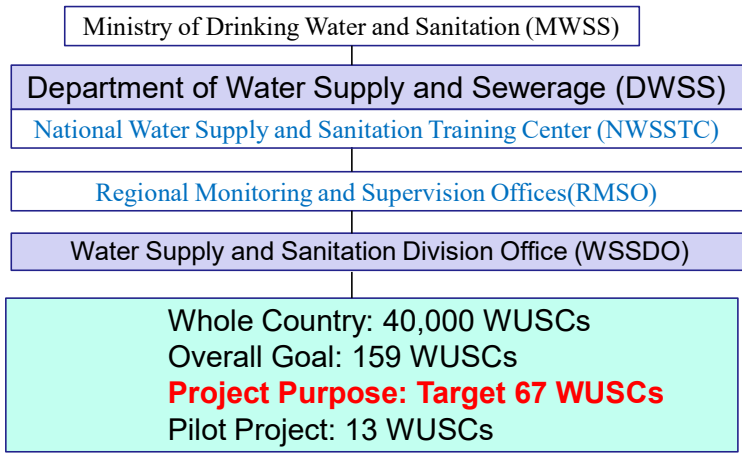 Ministry of Drinking Water and Sanitation (MWSS)
Department of Water Supply and Sewerage (DWSS)
National Water Supply and Sanitation Training Center (NWSSTC)
Regional Monitoring and Supervision Offices(RMSO)
Water Supply and Sanitation Division Office (WSSDO)
Whole Country: 40,000 WUSCs
Overall Goal: 159 WUSCs
Project Purpose: Target 67 WUSCs
Pilot Project: 13 WUSCs